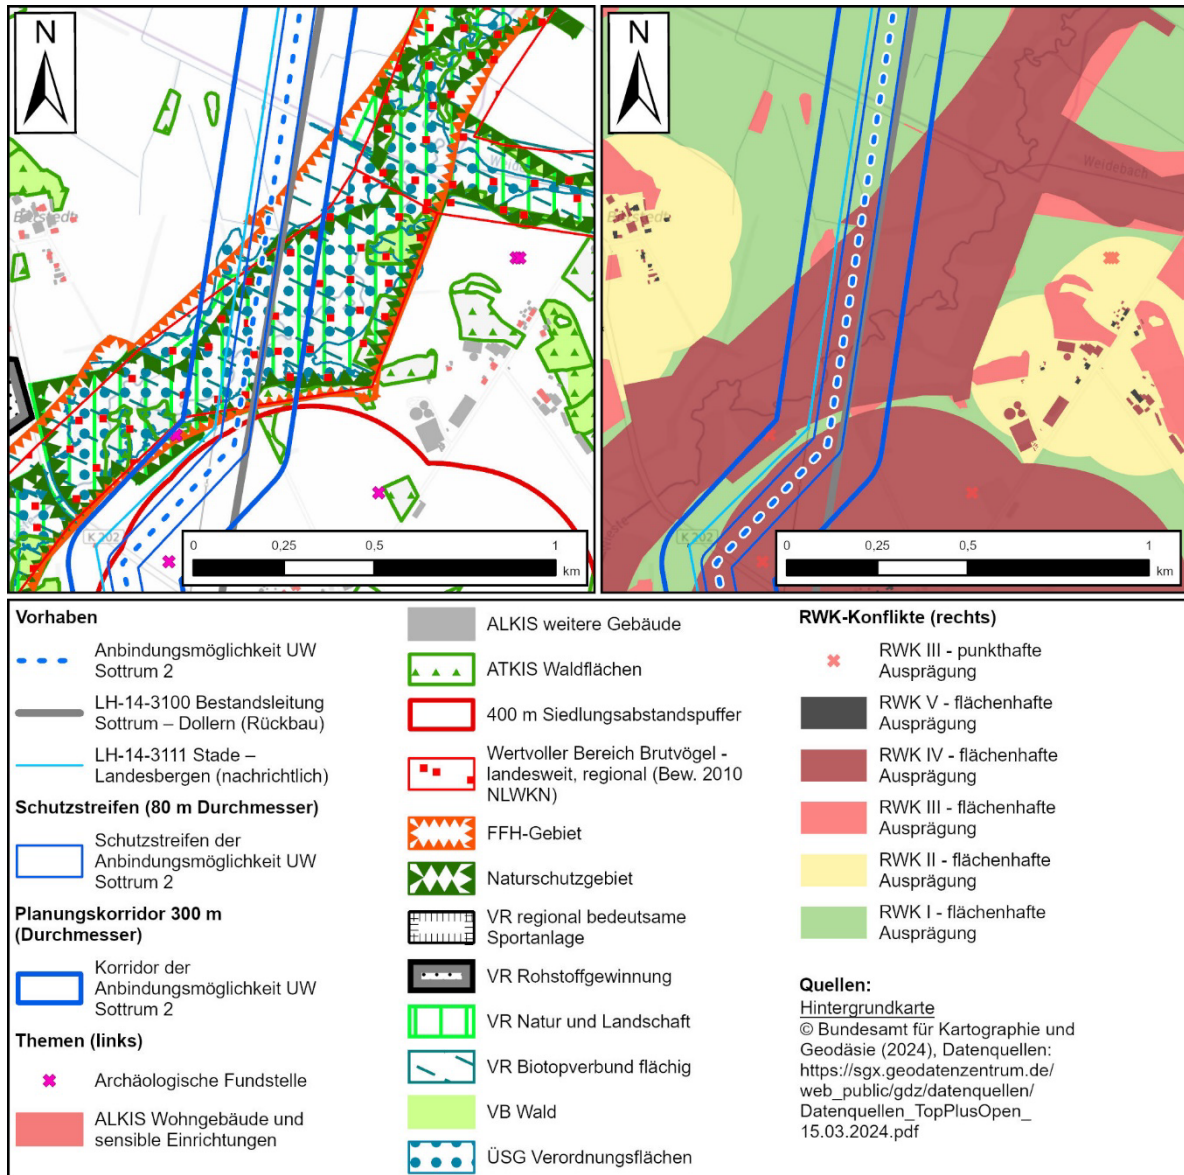 N
Weidebach
K 202
0
0,25
0,5
1
km
N
Weidebach
K 202
0
0,25
0,5
1
km
Vorhaben
Anbindungsmöglichkeit UW
Sottrum 2
LH-14-3100 Bestandsleitung
Sottrum – Dollern (Rückbau)
LH-14-3111 Stade –
Landesbergen (nachrichtlich)
Schutzstreifen (80 m Durchmesser)
Schutzstreifen der
Anbindungsmöglichkeit UW
Sottrum 2
Planungskorridor 300 m
(Durchmesser)
Korridor der
Anbindungsmöglichkeit UW
Sottrum 2
Themen (links)
Archäologische Fundstelle
ALKIS Wohngebäude und
sensible Einrichtungen
ALKIS weitere Gebäude
ATKIS Waldflächen
400 m Siedlungsabstandspuffer
Wertvoller Bereich Brutvögel -
landesweit, regional (Bew. 2010
NLWKN)
FFH-Gebiet
Naturschutzgebiet
VR regional bedeutsame
Sportanlage
VR Rohstoffgewinnung
VR Natur und Landschaft
VR Biotopverbund flächig
VB Wald
ÜSG Verordnungsflächen
RWK-Konflikte (rechts)
RWK III - punkthafte
Ausprägung
RWK V - flächenhafte
Ausprägung
RWK IV - flächenhafte
Ausprägung
RWK III - flächenhafte
Ausprägung
RWK II - flächenhafte
Ausprägung
RWK I - flächenhafte
Ausprägung
Quellen:
Hintergrundkarte
© Bundesamt für Kartographie und
Geodäsie (2024), Datenquellen:
https://sgx.geodatenzentrum.de/
web_public/gdz/datenquellen/
Datenquellen_TopPlusOpen_
15.03.2024.pdf